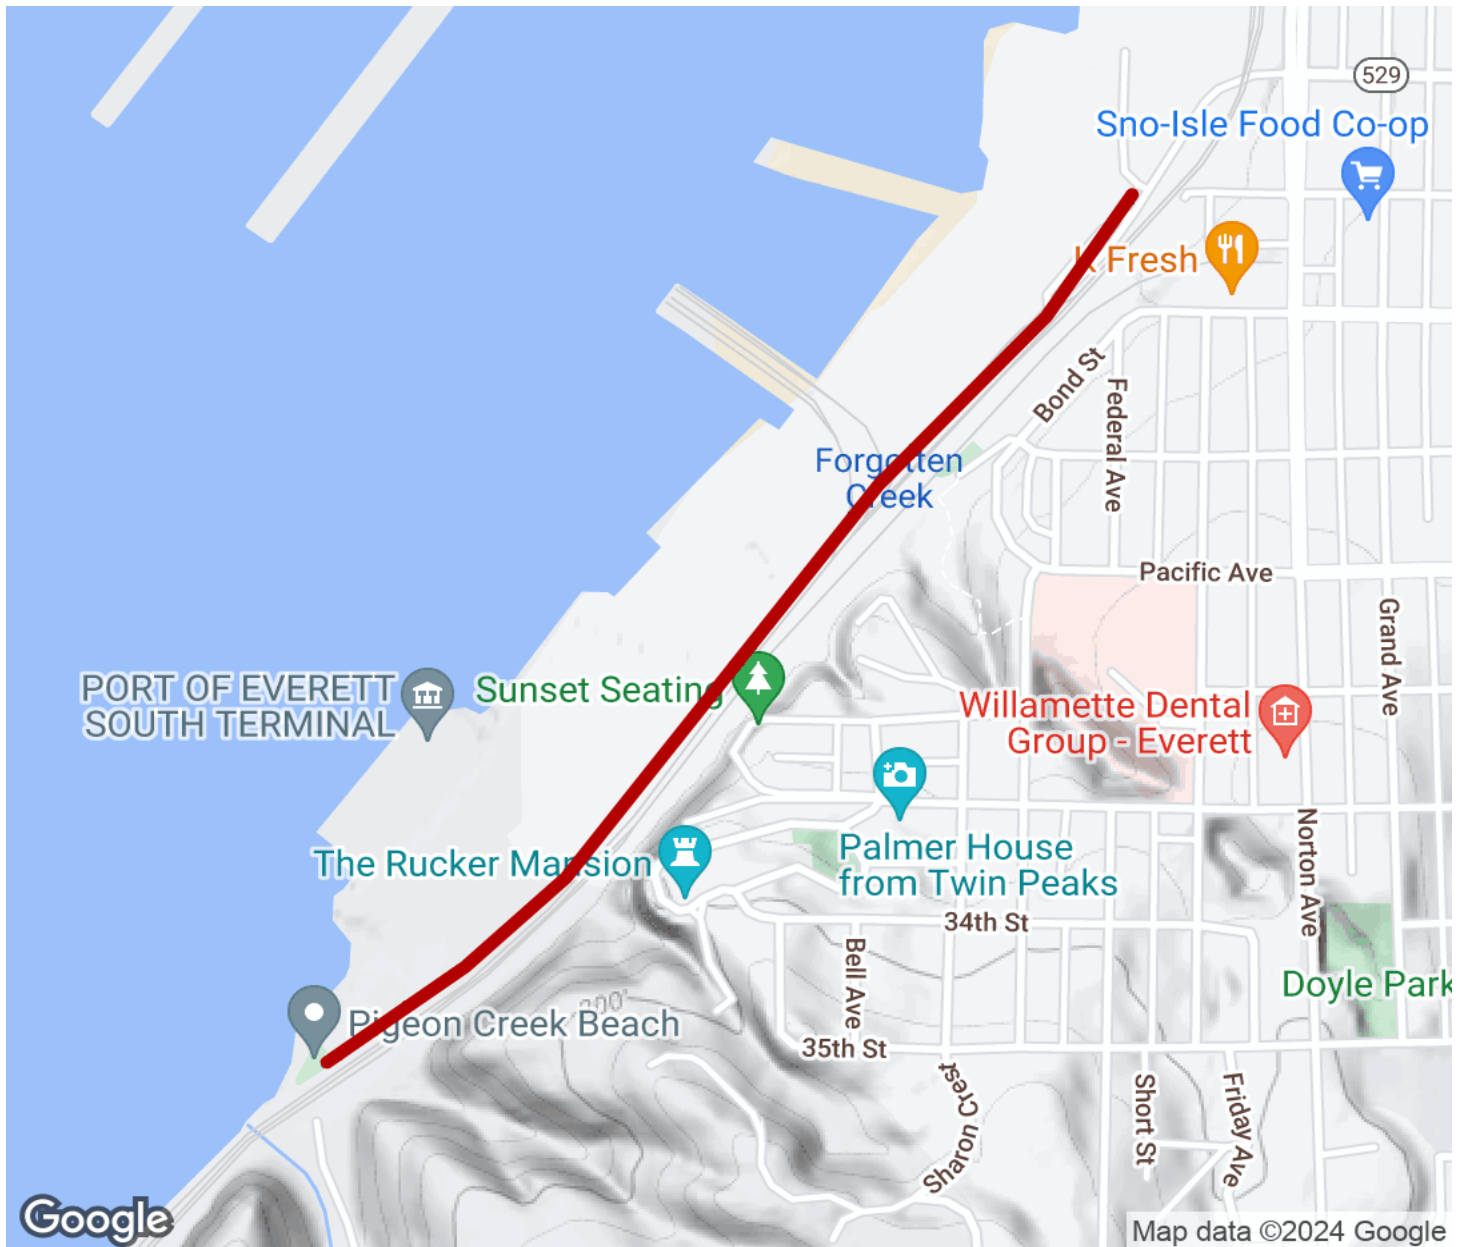 529
Sno-Isle Food Co-op
Fresh
Bond St
Federal Ave
Forgotten
Creek
Pacific Ave
Grand Ave
PORT OF EVERETT
SOUTH TERMINAL
Sunset Seating
Willamette Dental
Group - Everett
The Rucker Mansion
Palmer House
from Twin Peaks
Norton Ave
34th St
Bell Ave
Doyle Park
200'
Pigeon Creek Beach
35th St
Sharon Crest
Short St
Friday Ave
Google
Map data ©2024 Google